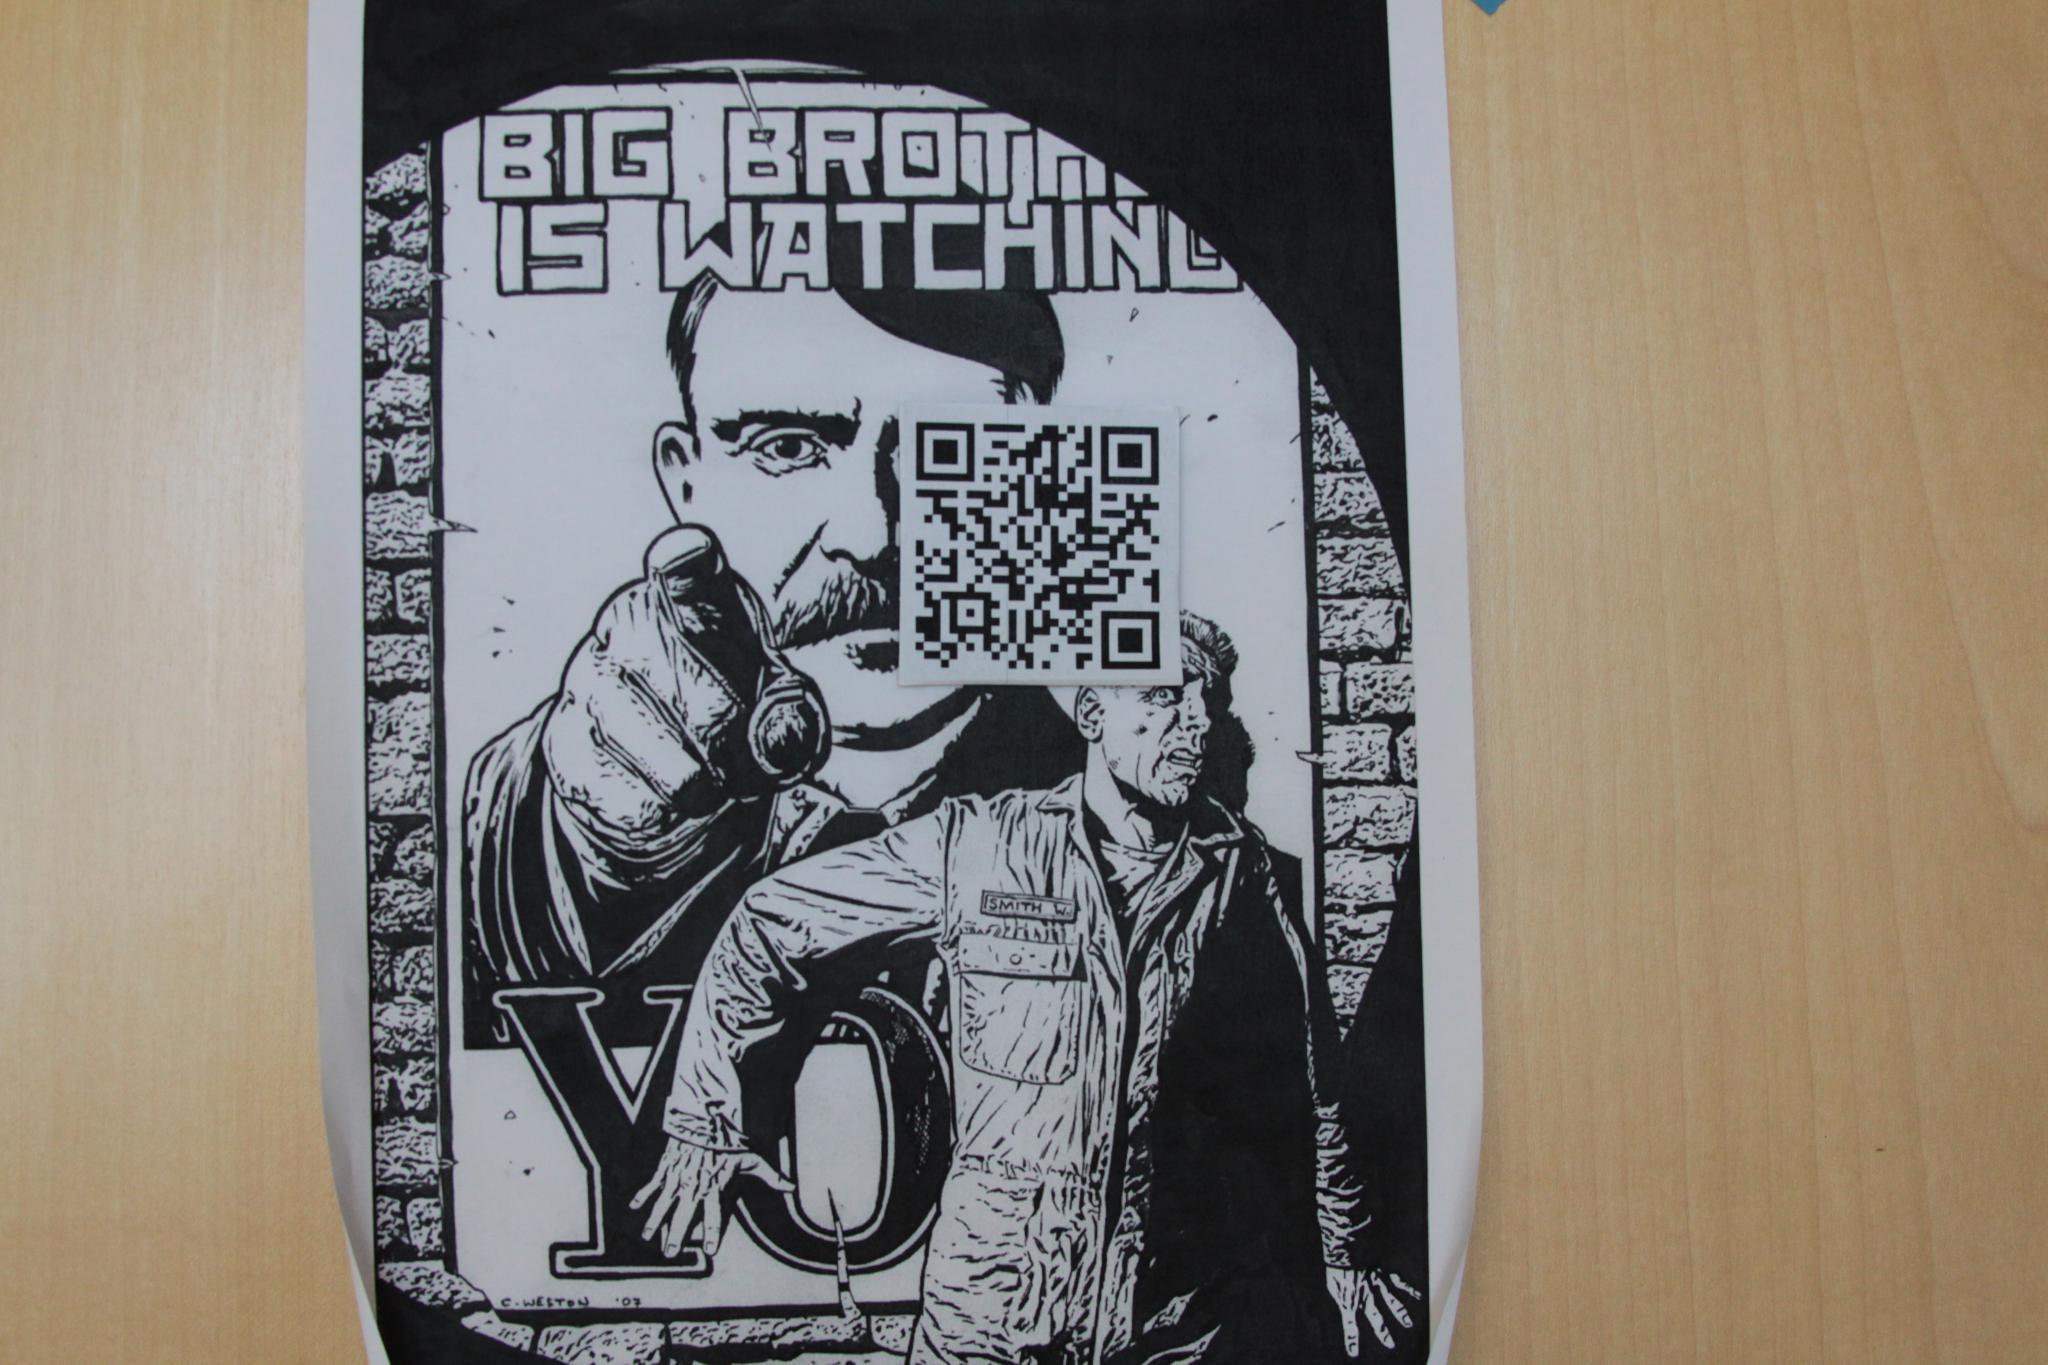 BIG BROTH
IS WATCHING
SMITH W.
YO
C. WESTON '07